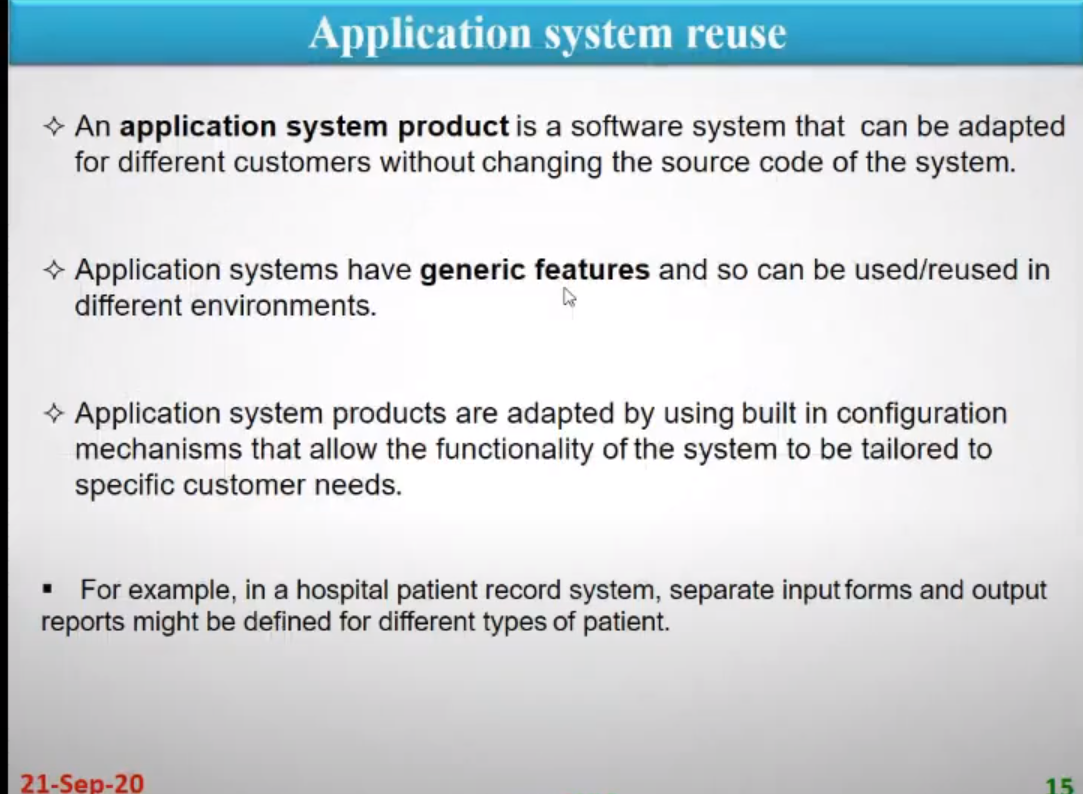 Application system reuse
✧ An application system product is a software system that can be adapted
for different customers without changing the source code of the system.
✧ Application systems have generic features and so can be used/reused in
different environments.
✧ Application system products are adapted by using built in configuration
mechanisms that allow the functionality of the system to be tailored to
specific customer needs.
▪ For example, in a hospital patient record system, separate input forms and output
reports might be defined for different types of patient.
21-Sep-20
15